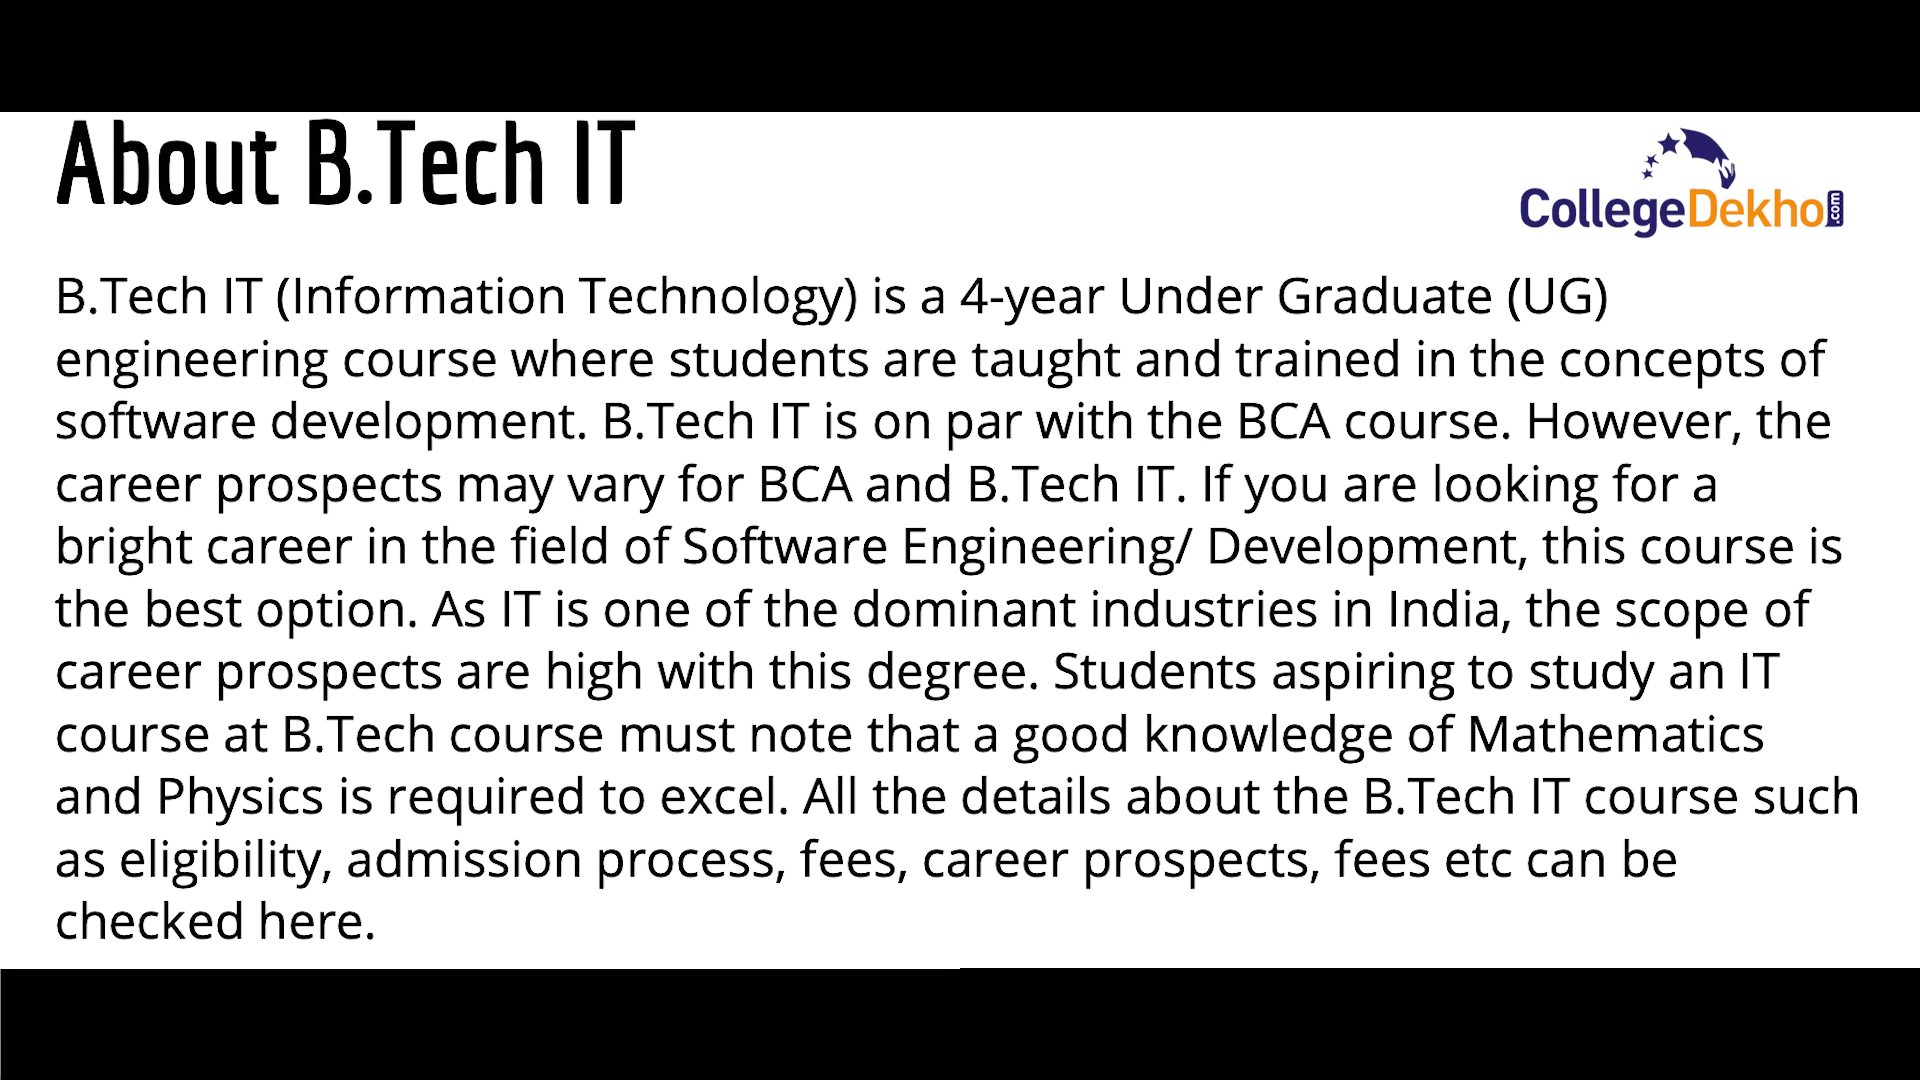 About B.Tech IT
CollegeDekho.com
B.Tech IT (Information Technology) is a 4-year Under Graduate (UG)
engineering course where students are taught and trained in the concepts of
software development. B.Tech IT is on par with the BCA course. However, the
career prospects may vary for BCA and B.Tech IT. If you are looking for a
bright career in the field of Software Engineering/ Development, this course is
the best option. As IT is one of the dominant industries in India, the scope of
career prospects are high with this degree. Students aspiring to study an IT
course at B.Tech course must note that a good knowledge of Mathematics
and Physics is required to excel. All the details about the B.Tech IT course such
as eligibility, admission process, fees, career prospects, fees etc can be
checked here.